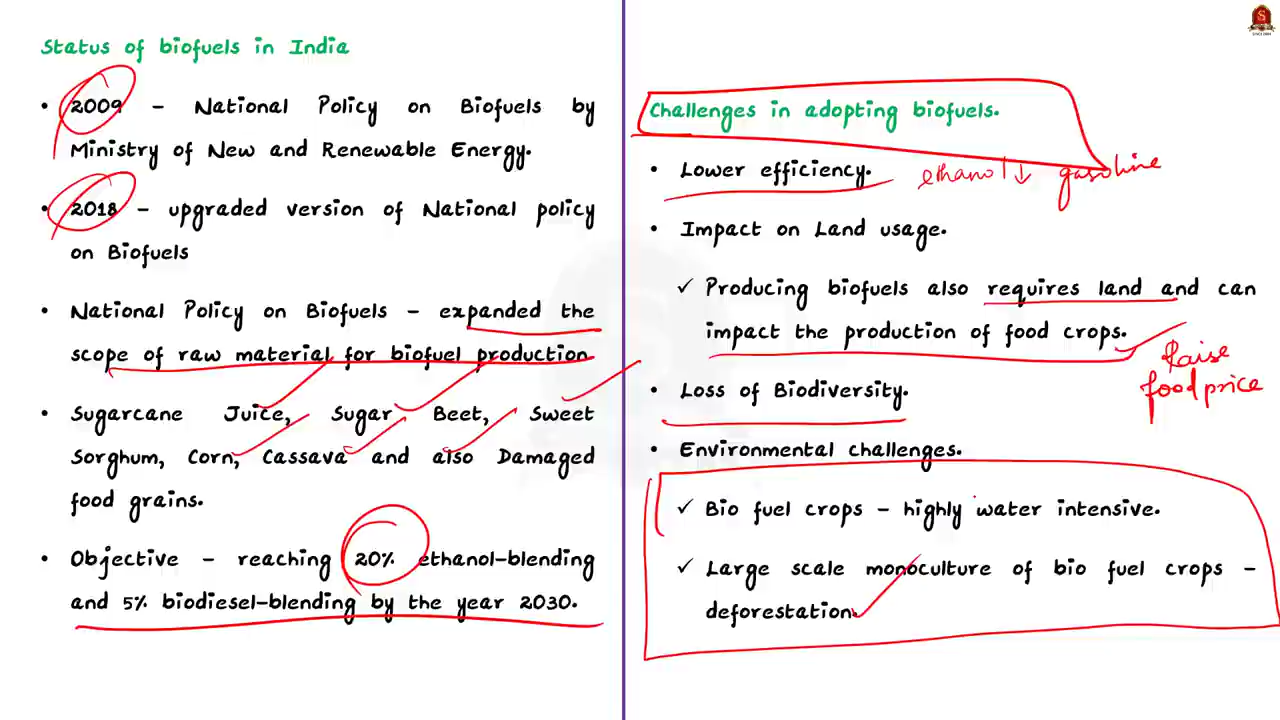 Status of biofuels in India
• 2009 – National Policy on Biofuels by
Ministry of New and Renewable Energy.
• 2018 – upgraded version of National policy
on Biofuels
• National Policy on Biofuels – expanded the
scope of raw material for biofuel production
• Sugarcane Juice, Sugar Beet, Sweet
Sorghum, Corn, Cassava and also Damaged
food grains.
• Objective – reaching 20% ethanol-blending
and 5% biodiesel-blending by the year 2030.
Challenges in adopting biofuels.
• Lower efficiency. ethanol ↓ gasoline
• Impact on Land usage.
✓ Producing biofuels also requires land and can
impact the production of food crops.
Raise
food price
• Loss of Biodiversity.
• Environmental challenges.
✓ Bio fuel crops – highly water intensive.
✓ Large scale monoculture of bio fuel crops –
deforestation.